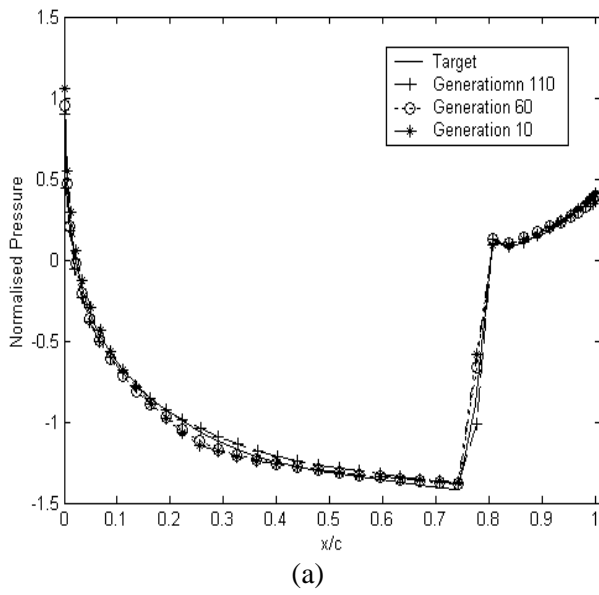 1.5
1
0.5
0
-0.5
-1
-1.5
Normalised Pressure
Target
Generatiomn 110
Generation 60
Generation 10
0 0.1 0.2 0.3 0.4 0.5 0.6 0.7 0.8 0.9 1
x/c
(a)